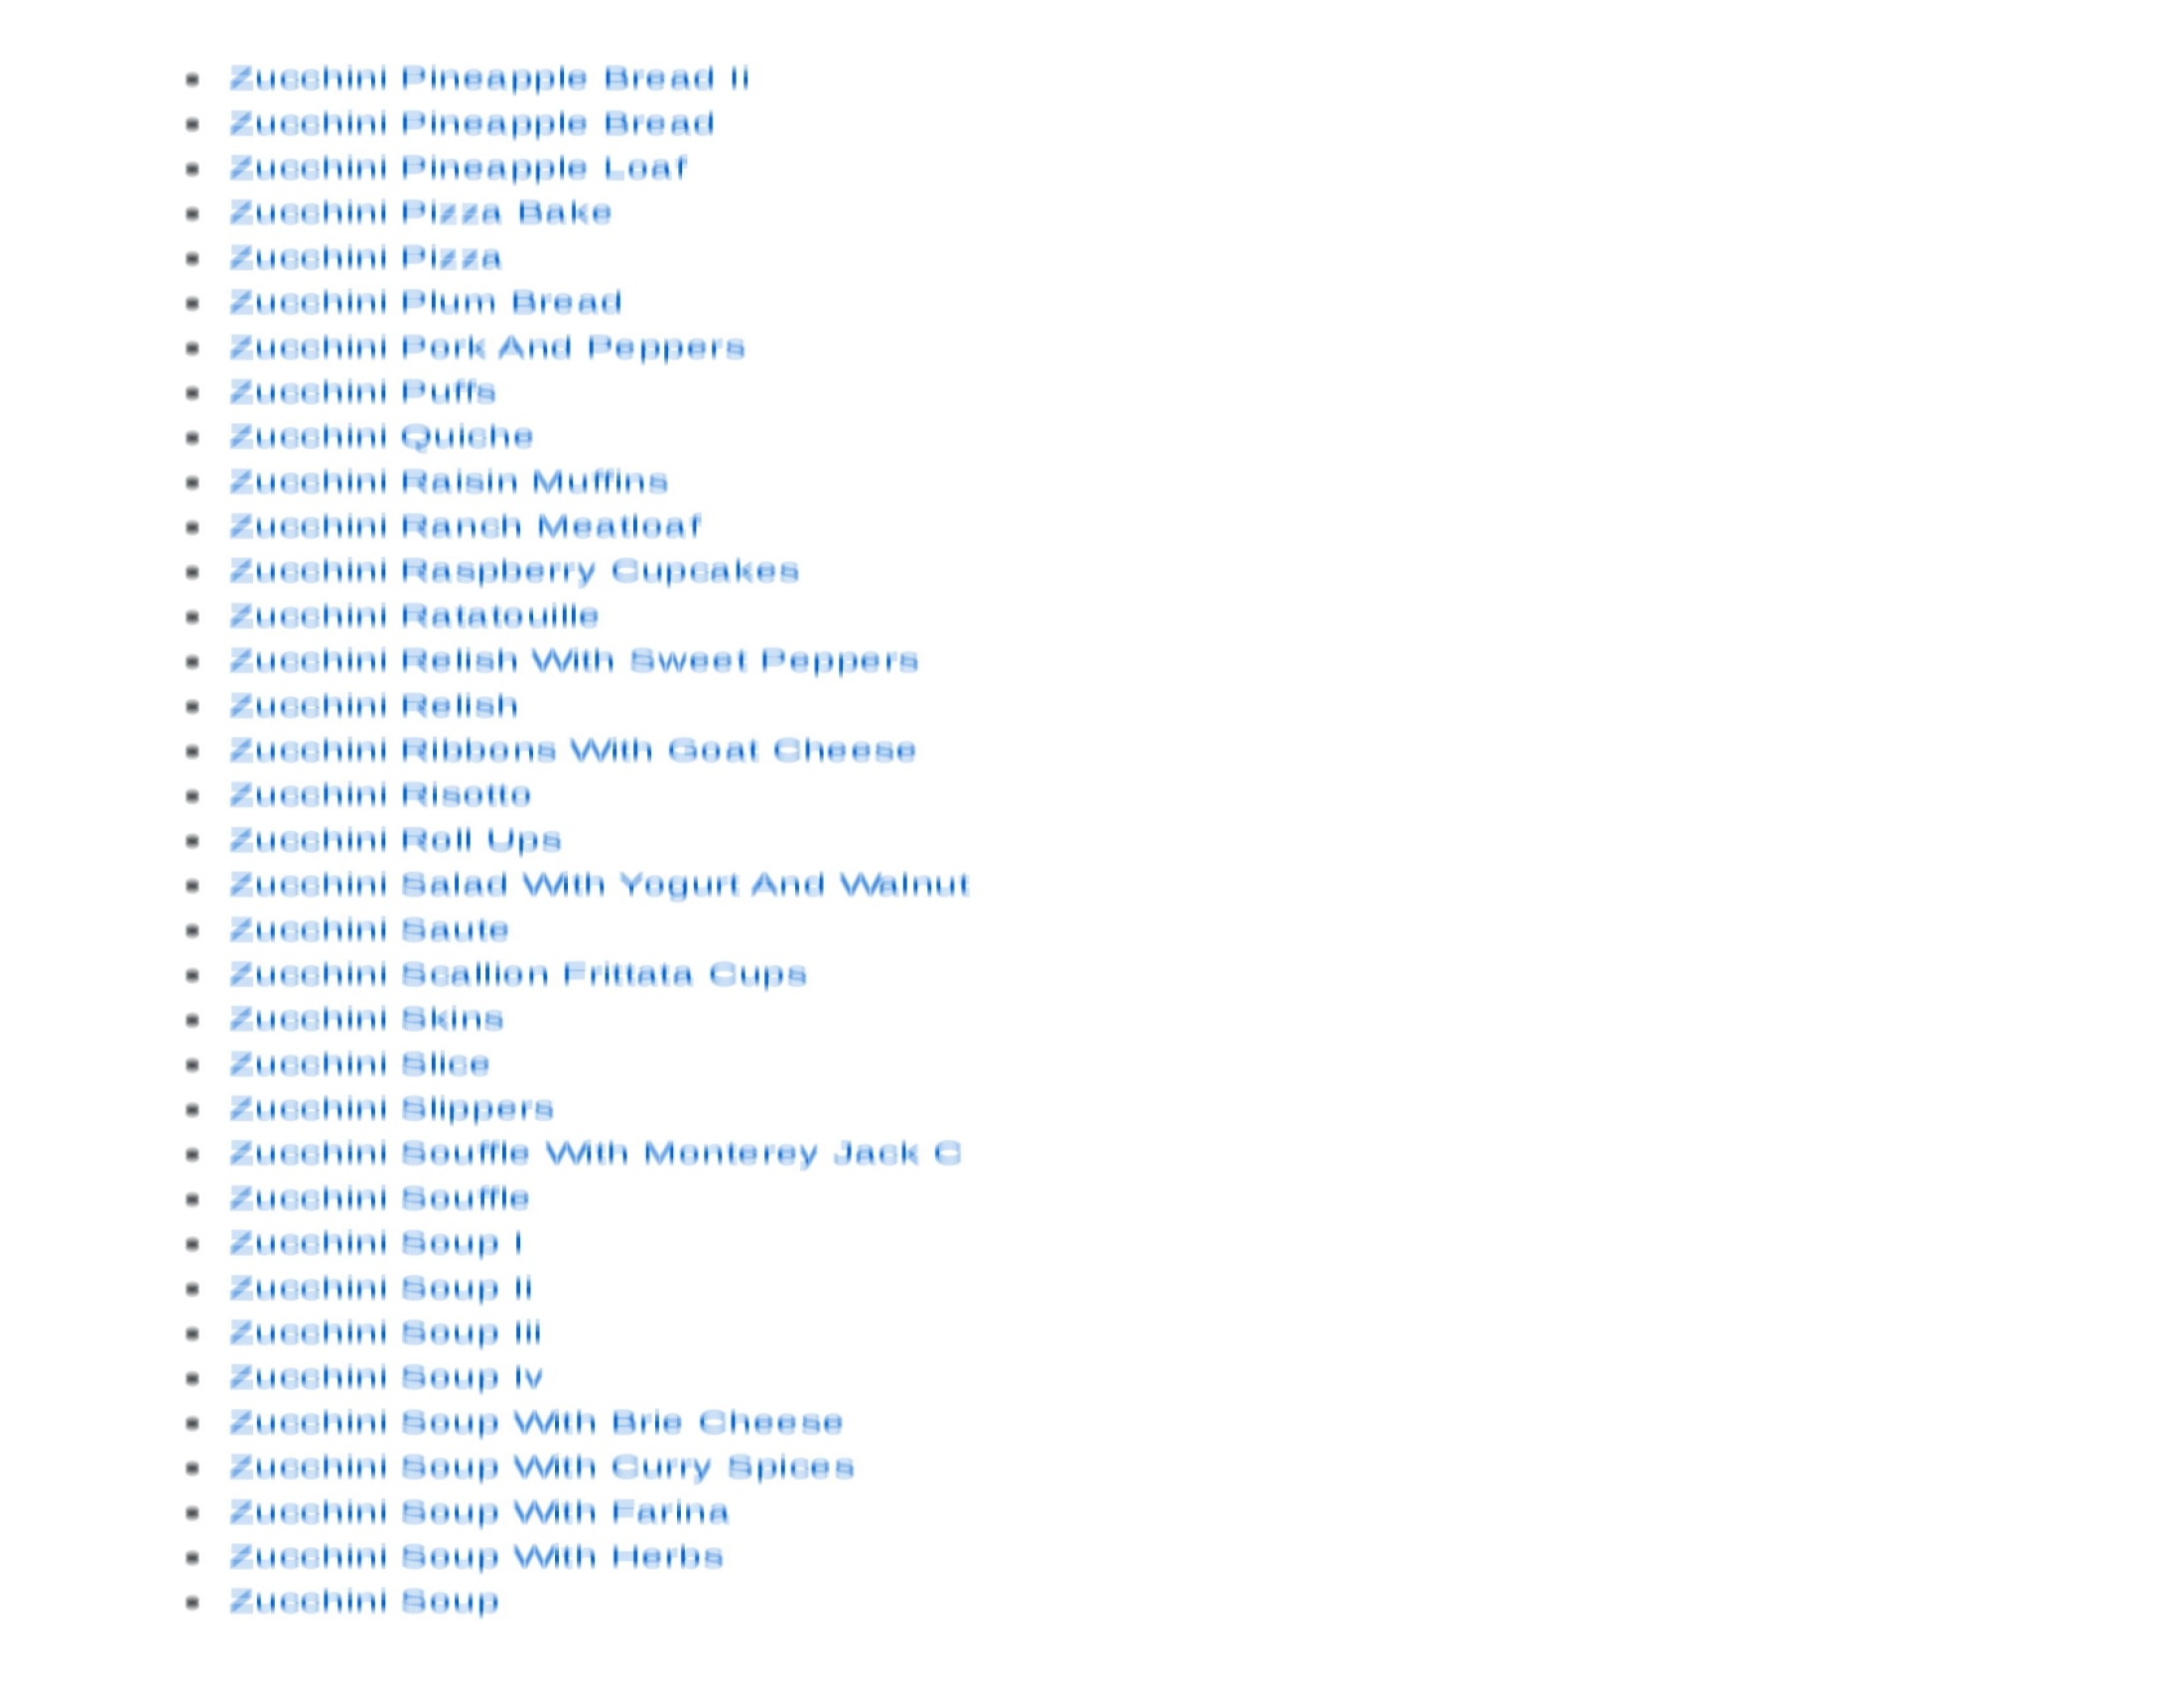 Zucchini Pineapple Bread Ii
Zucchini Pineapple Bread
Zucchini Pineapple Loaf
Zucchini Pizza Bake
Zucchini Pizza
Zucchini Plum Bread
Zucchini Pork And Peppers
Zucchini Puffs
Zucchini Quiche
Zucchini Raisin Muffins
Zucchini Ranch Meatloaf
Zucchini Raspberry Cupcakes
Zucchini Ratatouille
Zucchini Relish With Sweet Peppers
Zucchini Relish
Zucchini Ribbons With Goat Cheese
Zucchini Risotto
Zucchini Roll Ups
Zucchini Salad With Yogurt And Walnut
Zucchini Saute
Zucchini Scallion Frittata Cups
Zucchini Skins
Zucchini Slice
Zucchini Slippers
Zucchini Souffle With Monterey Jack C
Zucchini Souffle
Zucchini Soup I
Zucchini Soup Ii
Zucchini Soup Iii
Zucchini Soup Iv
Zucchini Soup With Brie Cheese
Zucchini Soup With Curry Spices
Zucchini Soup With Farina
Zucchini Soup With Herbs
Zucchini Soup